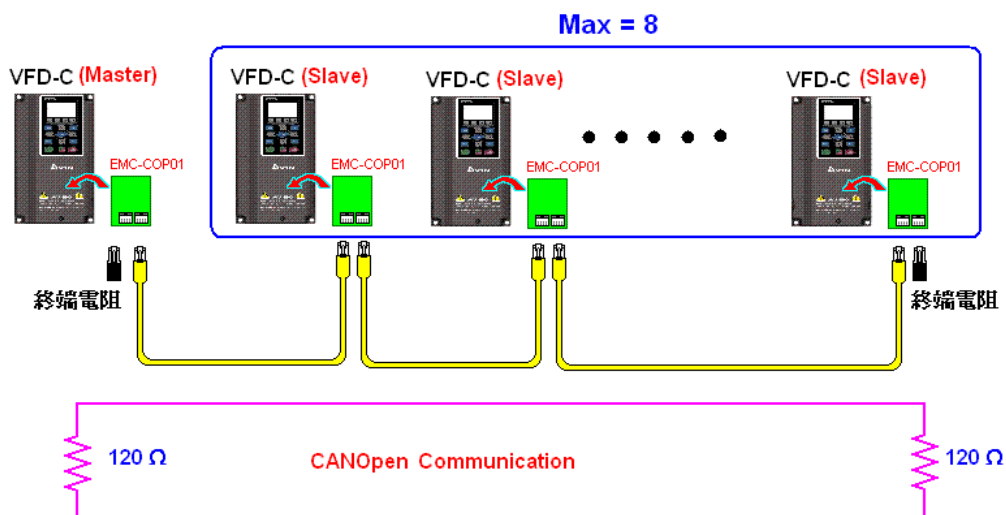 Max = 8
VFD-C (Master)
VFD-C (Slave)
VFD-C (Slave)
VFD-C (Slave)
EMC-COP01
EMC-COP01
EMC-COP01
EMC-COP01
終端電阻
終端電阻
120 Ω
CANOpen Communication
120 Ω